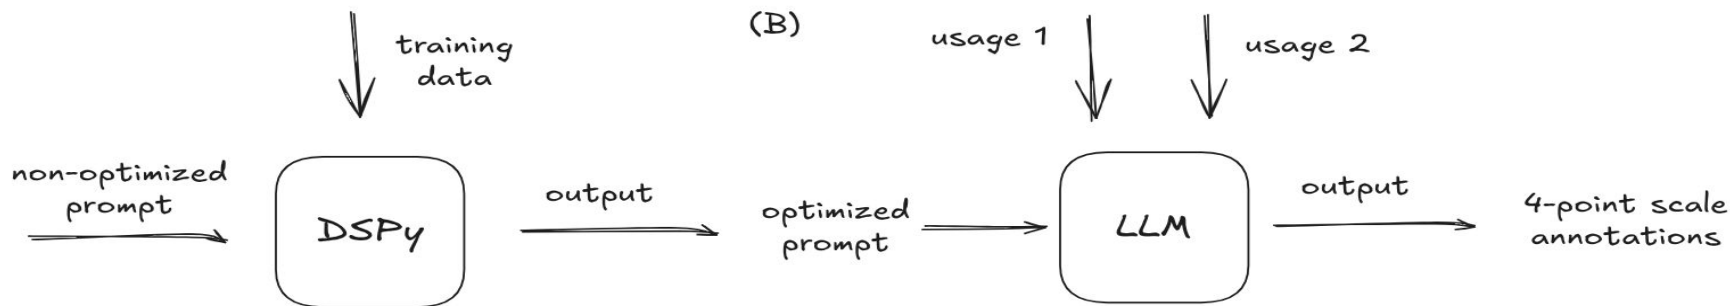 training
data
non-optimized
prompt
DSPy
output
(B)
usage 1
usage 2
optimized
prompt
LLM
output
4-point scale
annotations